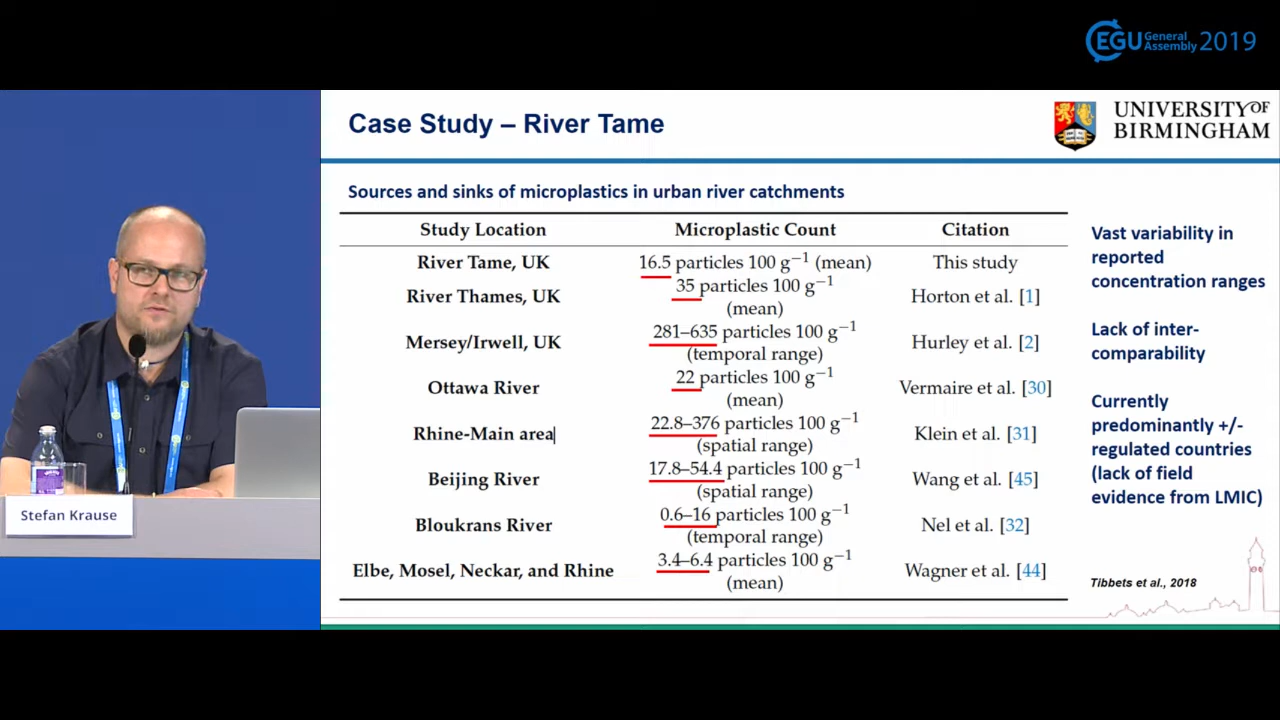 EGU General Assembly 2019
Case Study – River Tame
UNIVERSITY OF
BIRMINGHAM
Sources and sinks of microplastics in urban river catchments
Study Location Microplastic Count Citation
River Tame, UK 16.5 particles 100 g−1 (mean) This study
River Thames, UK 35 particles 100 g−1 (mean) Horton et al. [1]
Mersey/Irwell, UK 281–635 particles 100 g−1 (temporal range) Hurley et al. [2]
Ottawa River 22 particles 100 g−1 (mean) Vermaire et al. [30]
Rhine-Main area 22.8–376 particles 100 g−1 (spatial range) Klein et al. [31]
Beijing River 17.8–54.4 particles 100 g−1 (spatial range) Wang et al. [45]
Bloukrans River 0.6–16 particles 100 g−1 (temporal range) Nel et al. [32]
Elbe, Mosel, Neckar, and Rhine 3.4–6.4 particles 100 g−1 (mean) Wagner et al. [44]
Vast variability in
reported
concentration ranges
Lack of inter-
comparability
Currently
predominantly +/-
regulated countries
(lack of field
evidence from LMIC)
Tibbets et al., 2018
Stefan Krause